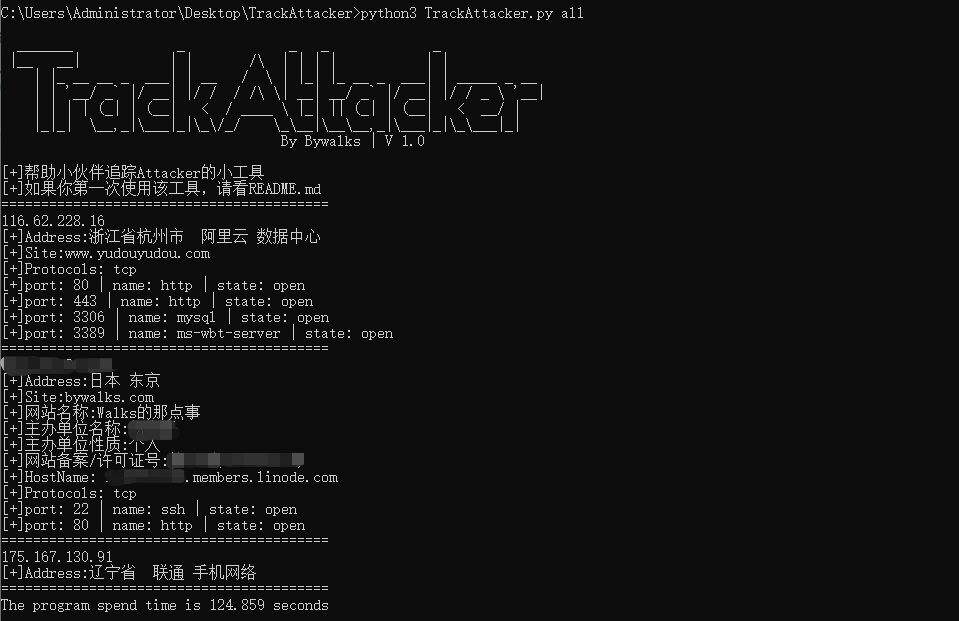 C:\Users\Administrator\Desktop\TrackAttacker>python3 TrackAttacker.py all
TrackAttacker
By Bywalks | V 1.0
[+]帮助小伙伴追踪Attacker的小工具
[+]如果你第一次使用该工具，请看README.md
========================================
116.62.228.16
[+]Address:浙江省杭州市  阿里云 数据中心
[+]Site:www.yudouyudou.com
[+]Protocols: tcp
[+]port: 80 | name: http | state: open
[+]port: 443 | name: http | state: open
[+]port: 3306 | name: mysql | state: open
[+]port: 3389 | name: ms-wbt-server | state: open
========================================
[+]Address:日本 东京
[+]Site:bywalks.com
[+]网站名称:Walks的那点事
[+]主办单位名称:
[+]主办单位性质:个人
[+]网站备案/许可证号:
[+]HostName: .members.linode.com
[+]Protocols: tcp
[+]port: 22 | name: ssh | state: open
[+]port: 80 | name: http | state: open
========================================
175.167.130.91
[+]Address:辽宁省  联通 手机网络
========================================
The program spend time is 124.859 seconds